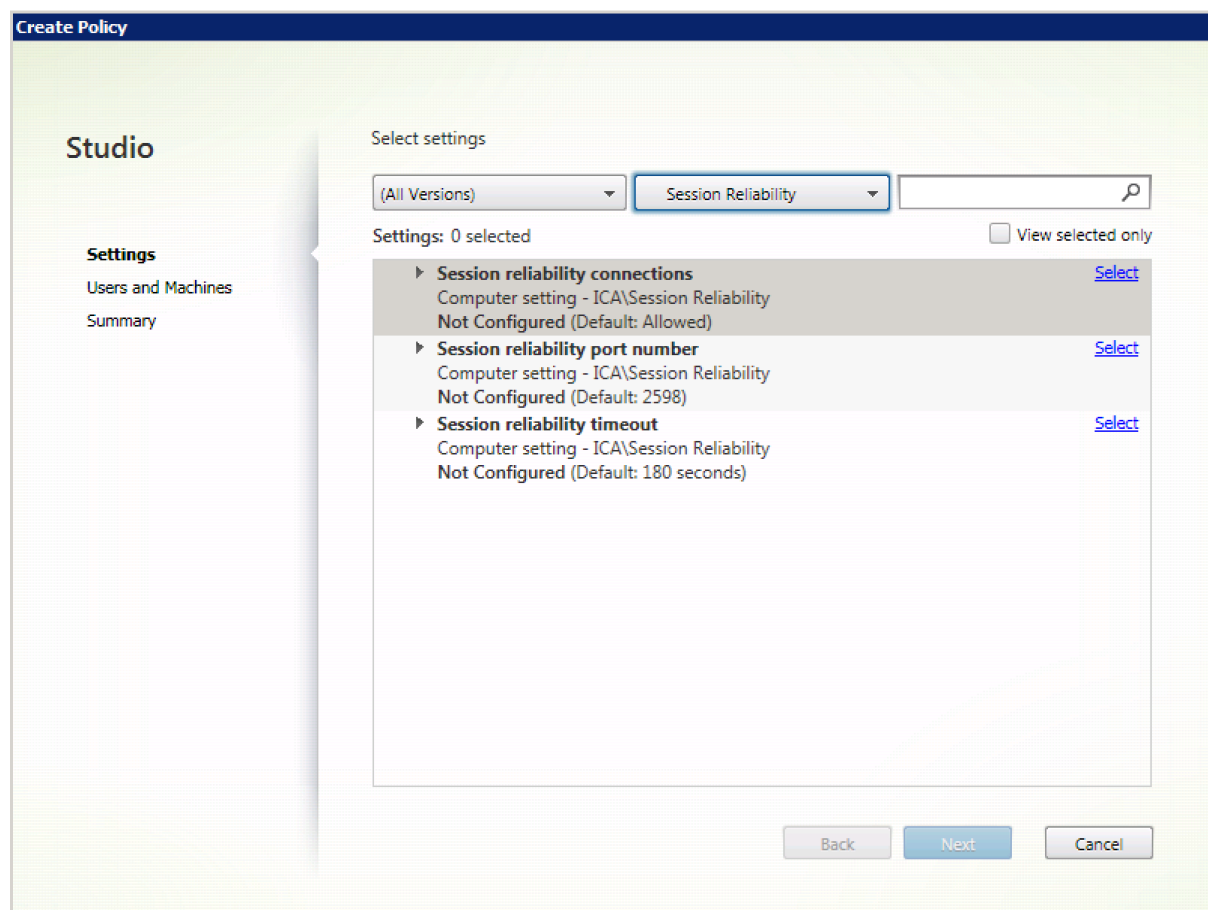 Create Policy
Studio
Select settings
(All Versions)
Session Reliability
Settings: 0 selected
View selected only
Settings
Users and Machines
Summary
Session reliability connections
Select
Computer setting - ICA\Session Reliability
Not Configured (Default: Allowed)
Session reliability port number
Select
Computer setting - ICA\Session Reliability
Not Configured (Default: 2598)
Session reliability timeout
Select
Computer setting - ICA\Session Reliability
Not Configured (Default: 180 seconds)
Back
Next
Cancel